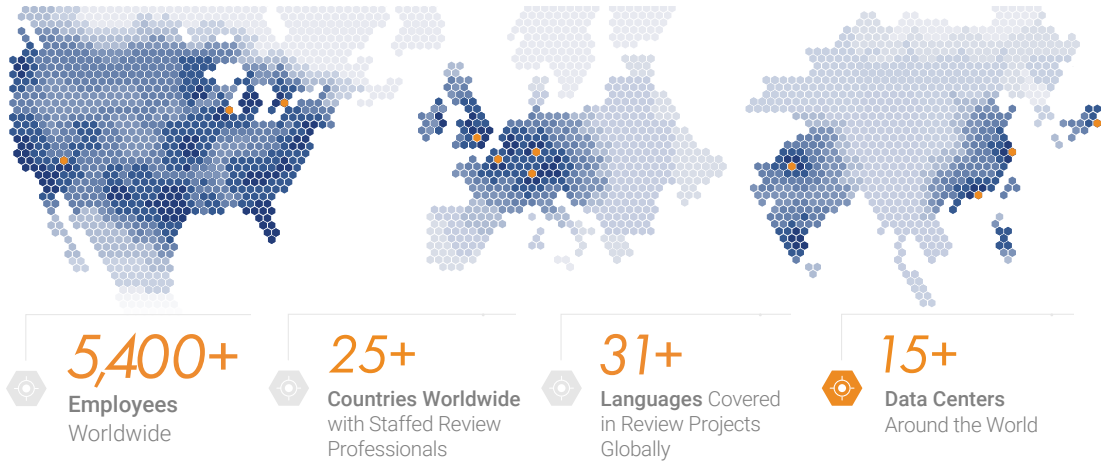 5,400+
Employees
Worldwide
25+
Countries Worldwide
with Staffed Review
Professionals
31+
Languages Covered
in Review Projects
Globally
15+
Data Centers
Around the World